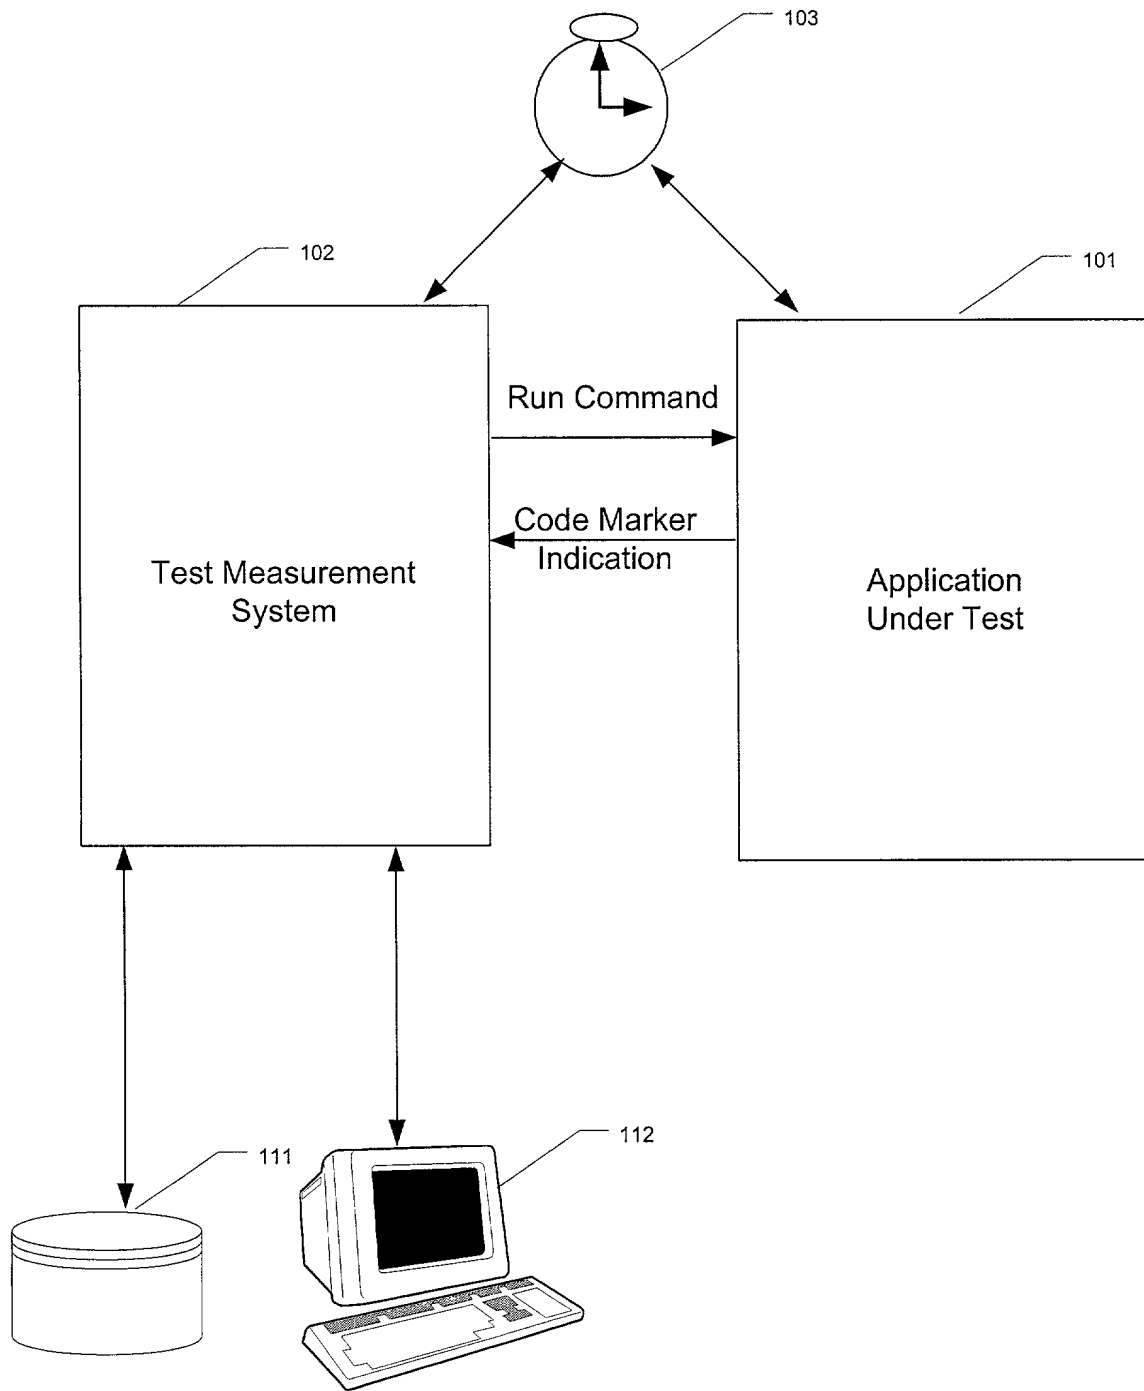 103
102
101
Run Command
Code Marker
Indication
Test Measurement
System
Application
Under Test
111
112